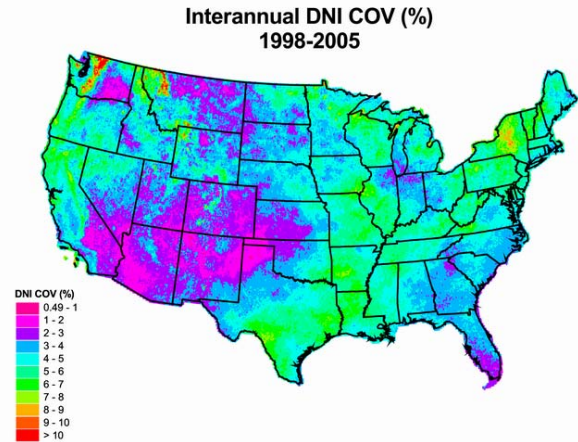 Interannual DNI COV (%)
1998-2005
DNI COV (%)
0.49 - 1
1 - 2
2 - 3
3 - 4
4 - 5
5 - 6
6 - 7
7 - 8
8 - 9
9 - 10
> 10